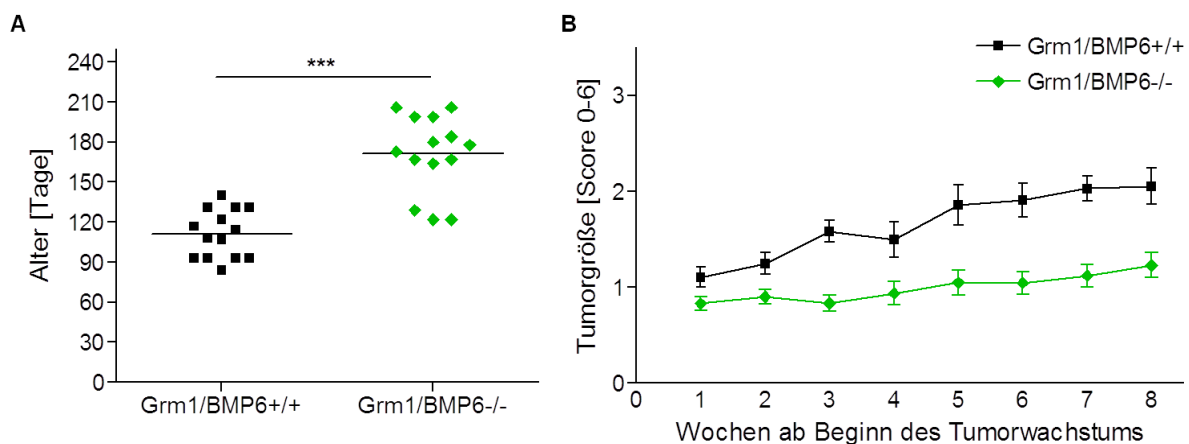 A
Alter [Tage]
240
210
180
150
120
90
60
30
0
***
Grm1/BMP6+/+
Grm1/BMP6-/-
B
Tumorgröße [Score 0-6]
3
2
1
0
Grm1/BMP6+/+
Grm1/BMP6-/-
0 1 2 3 4 5 6 7 8
Wochen ab Beginn des Tumorwachstums